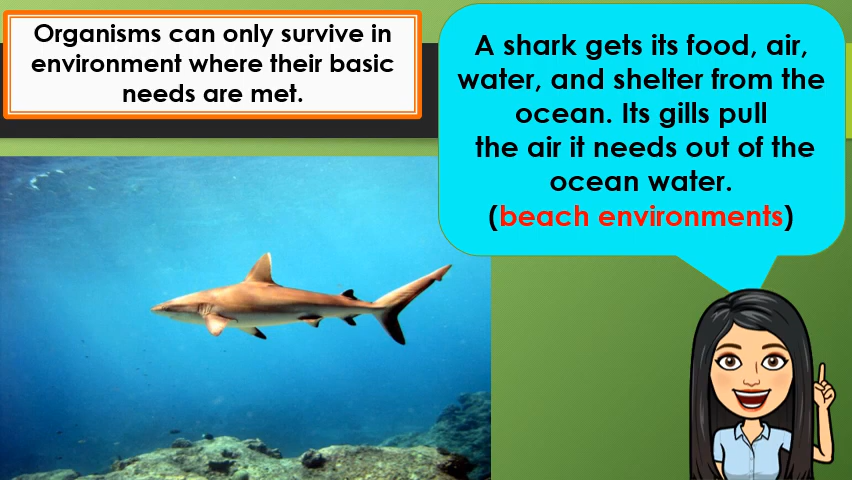 Organisms can only survive in
environment where their basic
needs are met.
A shark gets its food, air,
water, and shelter from the
ocean. Its gills pull
the air it needs out of the
ocean water.
(beach environments)